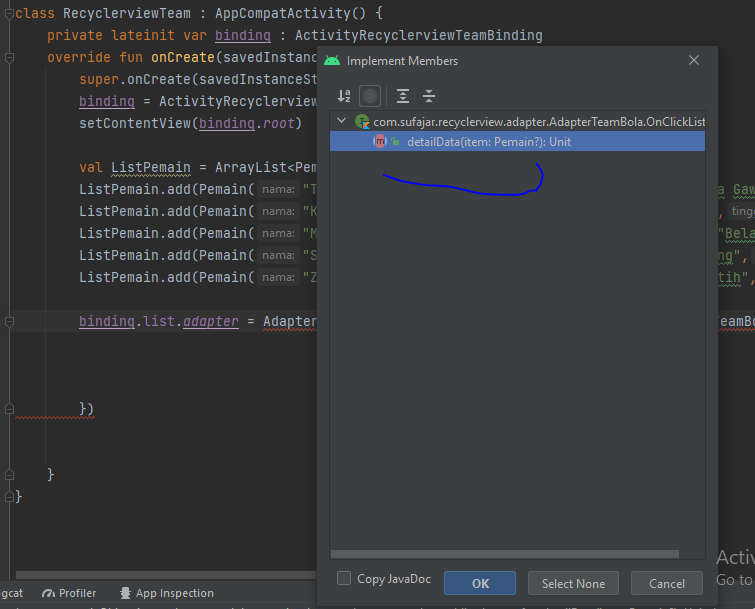 class RecyclerviewTeam : AppCompatActivity() {
private lateinit var binding : ActivityRecyclerviewTeamBinding
override fun onCreate(savedInstanc
Implement Members
super.onCreate(savedInstanceSt
binding = ActivityRecyclerview
setContentView(binding.root)
com.sufajar.recyclerview.adapter.AdapterTeamBola.OnClickList
m detailData(item: Pemain?): Unit
val ListPemain = ArrayList<Pem
ListPemain.add(Pemain( nama: "T a Gaw
ListPemain.add(Pemain( nama: "K , ting
ListPemain.add(Pemain( nama: "M "Bela
ListPemain.add(Pemain( nama: "S ng",
ListPemain.add(Pemain( nama: "Z tih",
binding.list.adapter = Adapter TeamBo
})
}
}
Copy JavaDoc OK Select None Cancel
Activ
Go to
gcat Profiler App Inspection